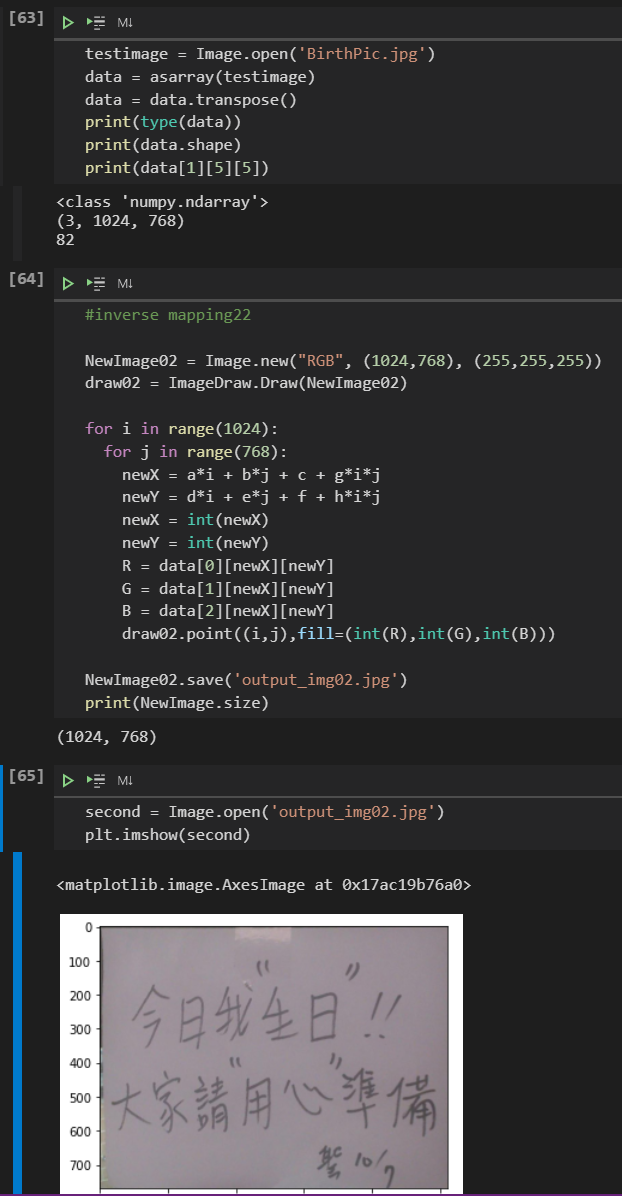 [63]
M↓
testimage = Image.open('BirthPic.jpg')
data = asarray(testimage)
data = data.transpose()
print(type(data))
print(data.shape)
print(data[1][5][5])
<class 'numpy.ndarray'>
(3, 1024, 768)
82
[64]
M↓
#inverse mapping22
NewImage02 = Image.new("RGB", (1024,768), (255,255,255))
draw02 = ImageDraw.Draw(NewImage02)
for i in range(1024):
for j in range(768):
newX = a*i + b*j + c + g*i*j
newY = d*i + e*j + f + h*i*j
newX = int(newX)
newY = int(newY)
R = data[0][newX][newY]
G = data[1][newX][newY]
B = data[2][newX][newY]
draw02.point((i,j),fill=(int(R),int(G),int(B)))
NewImage02.save('output_img02.jpg')
print(NewImage.size)
(1024, 768)
[65]
M↓
second = Image.open('output_img02.jpg')
plt.imshow(second)
<matplotlib.image.AxesImage at 0x17ac19b76a0>
0
100
200
300
400
500
600
700
今日我"生日"!!
大家請"用心"準備
聖 10/7